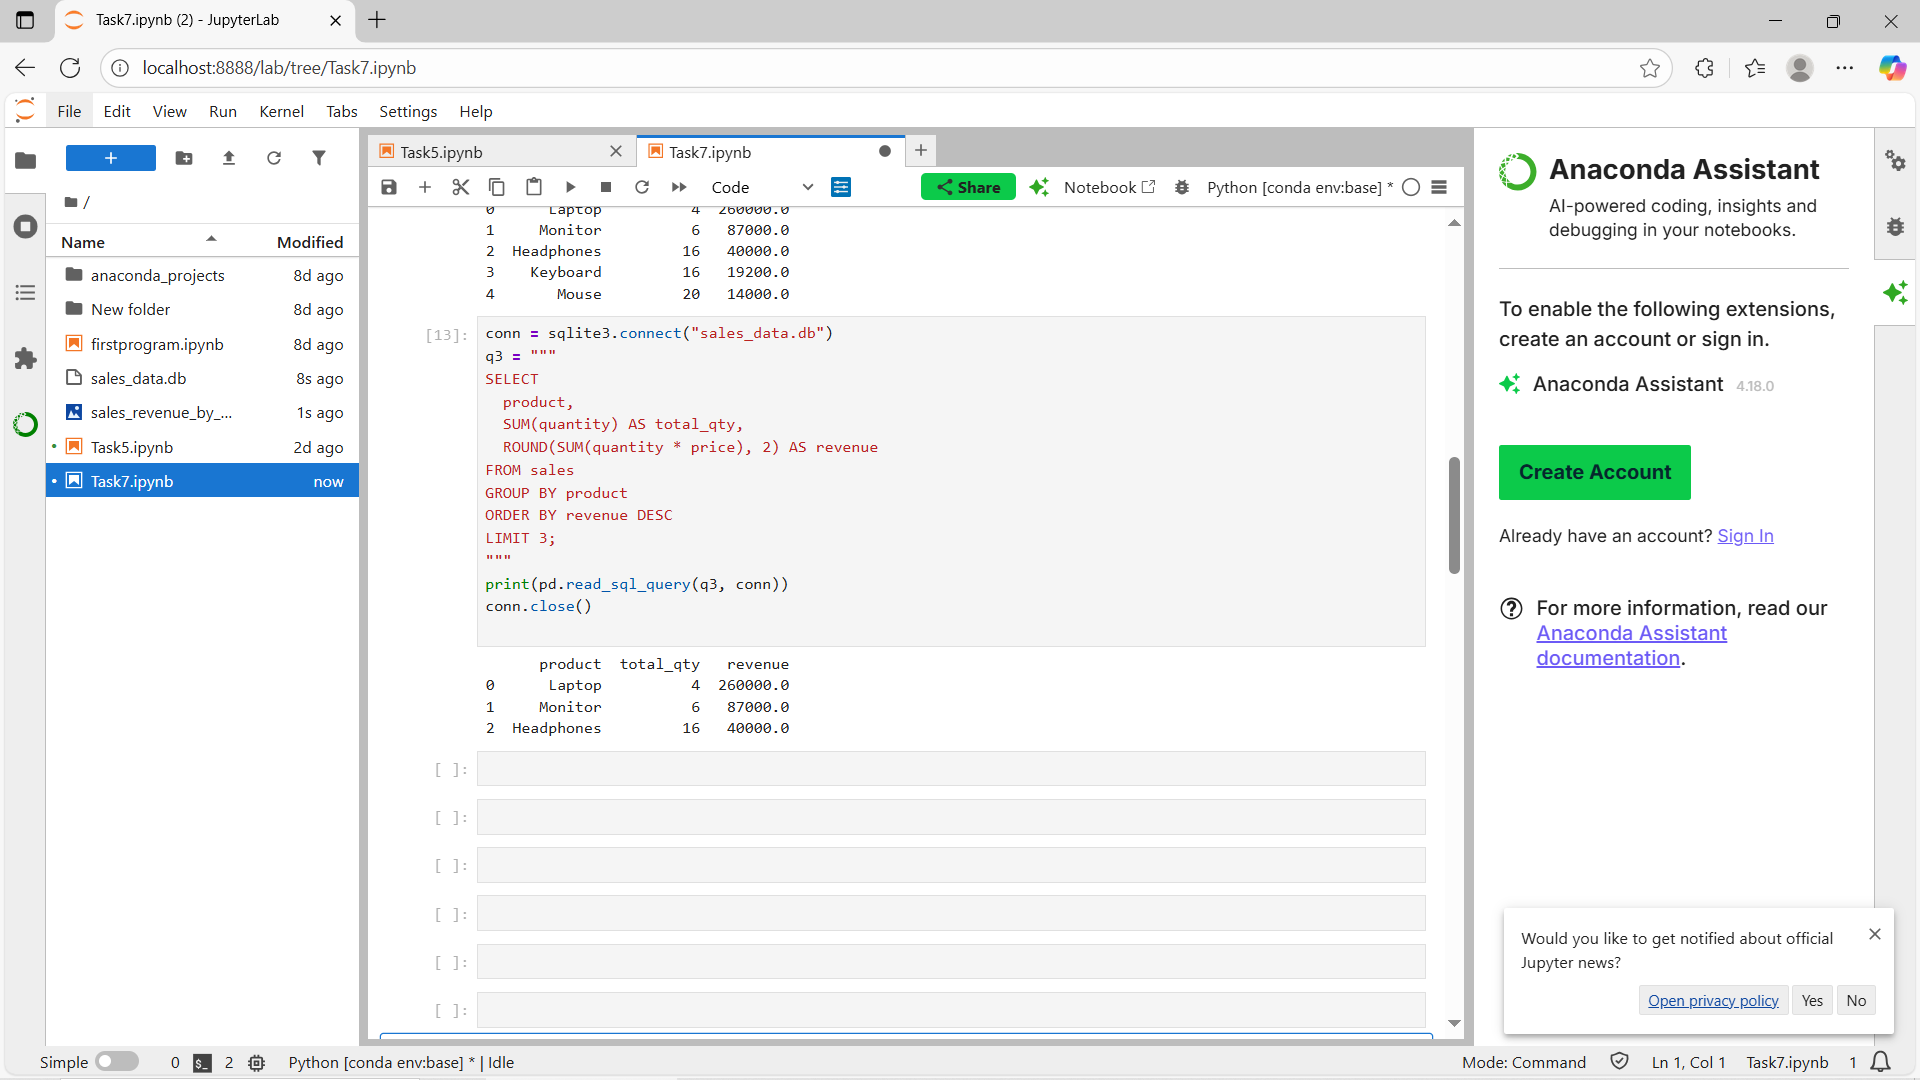 Task7.ipynb (2) - JupyterLab
localhost:8888/lab/tree/Task7.ipynb
File Edit View Run Kernel Tabs Settings Help
+
/
Name Modified
anaconda_projects 8d ago
New folder 8d ago
firstprogram.ipynb 8d ago
sales_data.db 8s ago
sales_revenue_by_... 1s ago
Task5.ipynb 2d ago
Task7.ipynb now
Task5.ipynb Task7.ipynb
Code Share Notebook Python [conda env:base] *
0 Laptop 4 260000.0
1 Monitor 6 87000.0
2 Headphones 16 40000.0
3 Keyboard 16 19200.0
4 Mouse 20 14000.0
[13]: conn = sqlite3.connect("sales_data.db")
q3 = """
SELECT
product,
SUM(quantity) AS total_qty,
ROUND(SUM(quantity * price), 2) AS revenue
FROM sales
GROUP BY product
ORDER BY revenue DESC
LIMIT 3;
"""
print(pd.read_sql_query(q3, conn))
conn.close()
product total_qty revenue
0 Laptop 4 260000.0
1 Monitor 6 87000.0
2 Headphones 16 40000.0
[ ]:
[ ]:
[ ]:
[ ]:
[ ]:
[ ]:
Anaconda Assistant
AI-powered coding, insights and
debugging in your notebooks.
To enable the following extensions,
create an account or sign in.
Anaconda Assistant 4.18.0
Create Account
Already have an account? Sign In
For more information, read our
Anaconda Assistant
documentation.
Would you like to get notified about official
Jupyter news?
Open privacy policy Yes No
Simple 0 2 Python [conda env:base] * | Idle
Mode: Command Ln 1, Col 1 Task7.ipynb 1